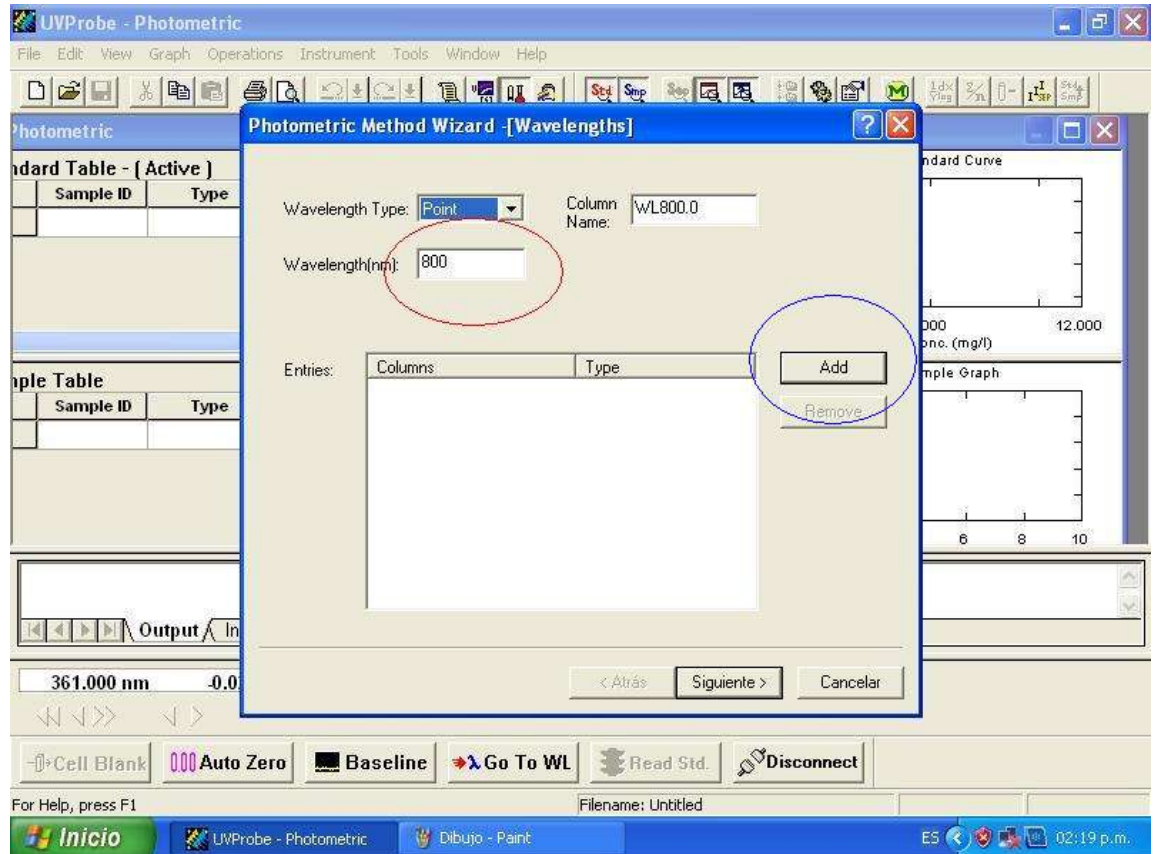 UVProbe - Photometric
File Edit View Graph Operations Instrument Tools Window Help
Std Smp
Photometric
Photometric Method Wizard -[Wavelengths]
ndard Table - ( Active )
Sample ID Type
Wavelength Type: Point
Column Name: WL800.0
Wavelength(nm): 800
Entries: Columns Type
Add
Remove
ndard Curve
12.000
onc. (mg/l)
mple Graph
6 8 10
mple Table
Sample ID Type
Output In
< Atrás Siguiente > Cancelar
361.000 nm -0.0
Cell Blank Auto Zero Baseline Go To WL Read Std. Disconnect
For Help, press F1 Filename: Untitled
Inicio UVProbe - Photometric Dibujo - Paint ES 02:19 p.m.